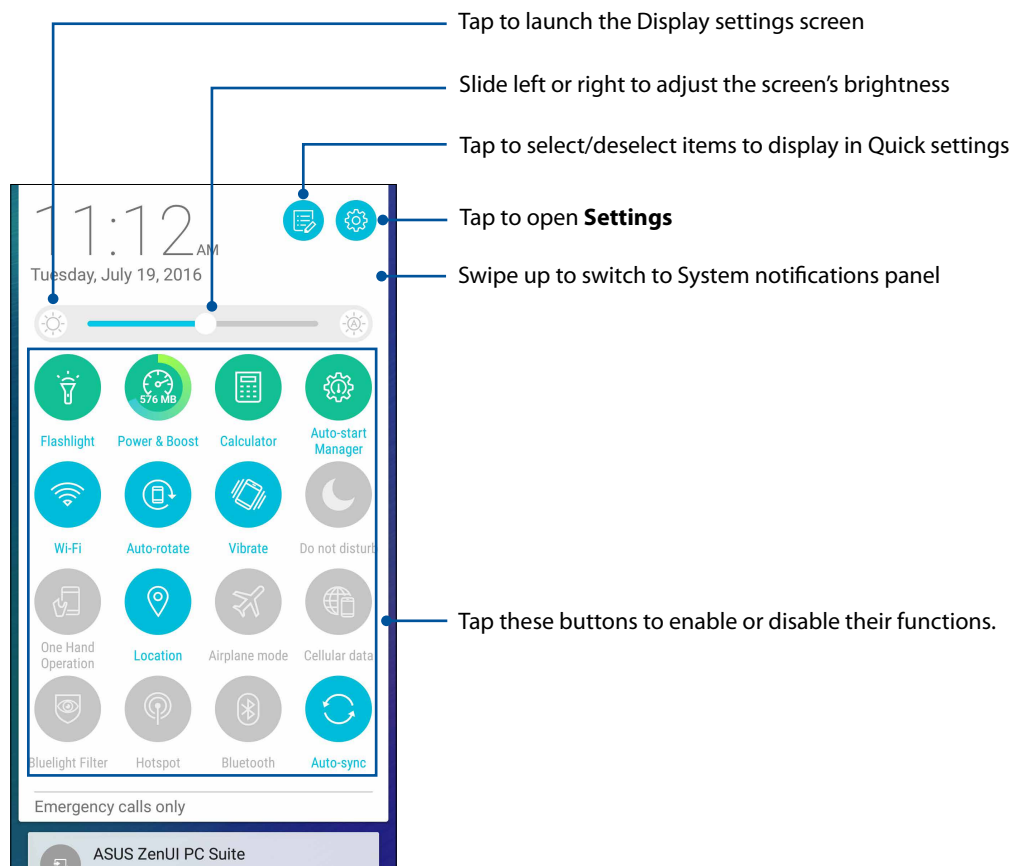 Tap to launch the Display settings screen
Slide left or right to adjust the screen’s brightness
Tap to select/deselect items to display in Quick settings
Tap to open Settings
Swipe up to switch to System notifications panel
11:12 AM
Tuesday, July 19, 2016
A
576 MB
Flashlight
Power & Boost
Calculator
Auto-start
Manager
Wi-Fi
Auto-rotate
Vibrate
Do not disturb
One Hand
Operation
Location
Airplane mode
Cellular data
Tap these buttons to enable or disable their functions.
Bluelight Filter
Hotspot
Bluetooth
Auto-sync
Emergency calls only
ASUS ZenUI PC Suite